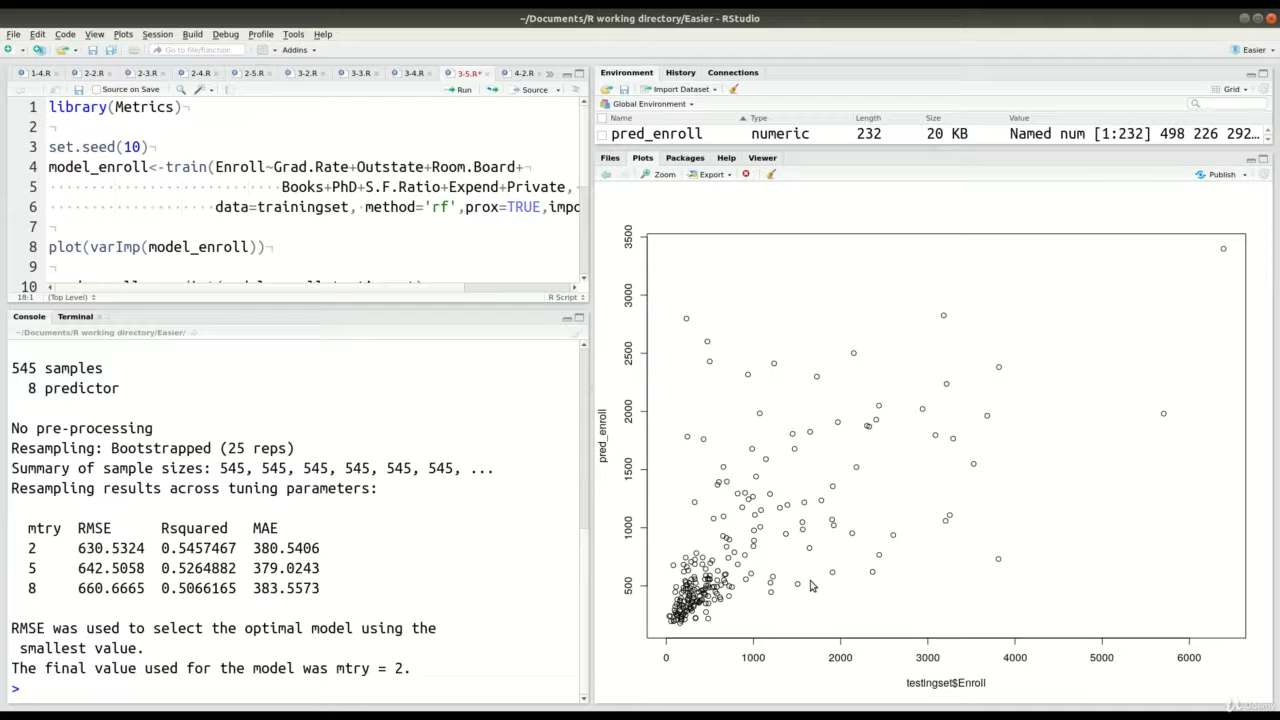 ~/Documents/R working directory/Easier - RStudio
File Edit Code View Plots Session Build Debug Profile Tools Help
Go to file/function Addins Easier
1-4.R 2-2.R 2-3.R 2-4.R 2-5.R 3-2.R 3-3.R 3-4.R 3-5.R* 4-2.R
Source on Save Run Source
1 library(Metrics)
2
3 set.seed(10)
4 model_enroll<-train(Enroll~Grad.Rate+Outstate+Room.Board+
5 Books+PhD+S.F.Ratio+Expend+Private,
6 data=trainingset, method='rf',prox=TRUE,impo
7
8 plot(varImp(model_enroll))
9
10
18:1 (Top Level) R Script
Console Terminal
~/Documents/R working directory/Easier/
545 samples
8 predictor
No pre-processing
Resampling: Bootstrapped (25 reps)
Summary of sample sizes: 545, 545, 545, 545, 545, 545, ...
Resampling results across tuning parameters:
mtry RMSE Rsquared MAE
2 630.5324 0.5457467 380.5406
5 642.5058 0.5264882 379.0243
8 660.6665 0.5066165 383.5573
RMSE was used to select the optimal model using the
smallest value.
The final value used for the model was mtry = 2.
>
Environment History Connections
Import Dataset Grid
Global Environment
Name Type Length Size Value
pred_enroll numeric 232 20 KB Named num [1:232] 498 226 292…
Files Plots Packages Help Viewer
Zoom Export Publish
3500
3000
2500
2000
1500
1000
500
pred_enroll
0 1000 2000 3000 4000 5000 6000
testingset$Enroll
Udemy